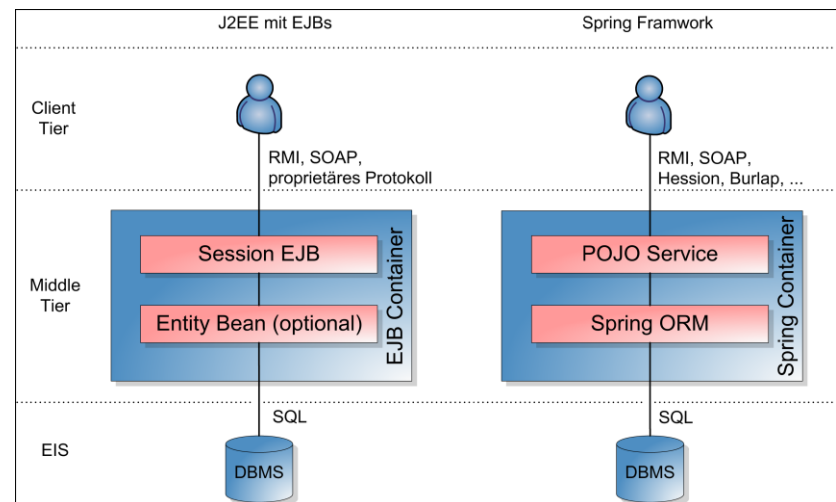 J2EE mit EJBs
Spring Framwork
Client
Tier
RMI, SOAP,
proprietäres Protokoll
RMI, SOAP,
Hession, Burlap, ...
Middle
Tier
Session EJB
Entity Bean (optional)
EJB Container
POJO Service
Spring ORM
Spring Container
EIS
SQL
DBMS
SQL
DBMS